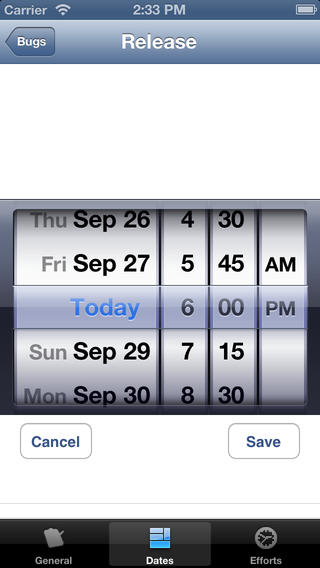 Carrier 2:33 PM
Bugs Release
Thu Sep 26 4 30
Fri Sep 27 5 45 AM
Today 6 00 PM
Sun Sep 29 7 15
Mon Sep 30 8 30
Cancel Save
General Dates Efforts